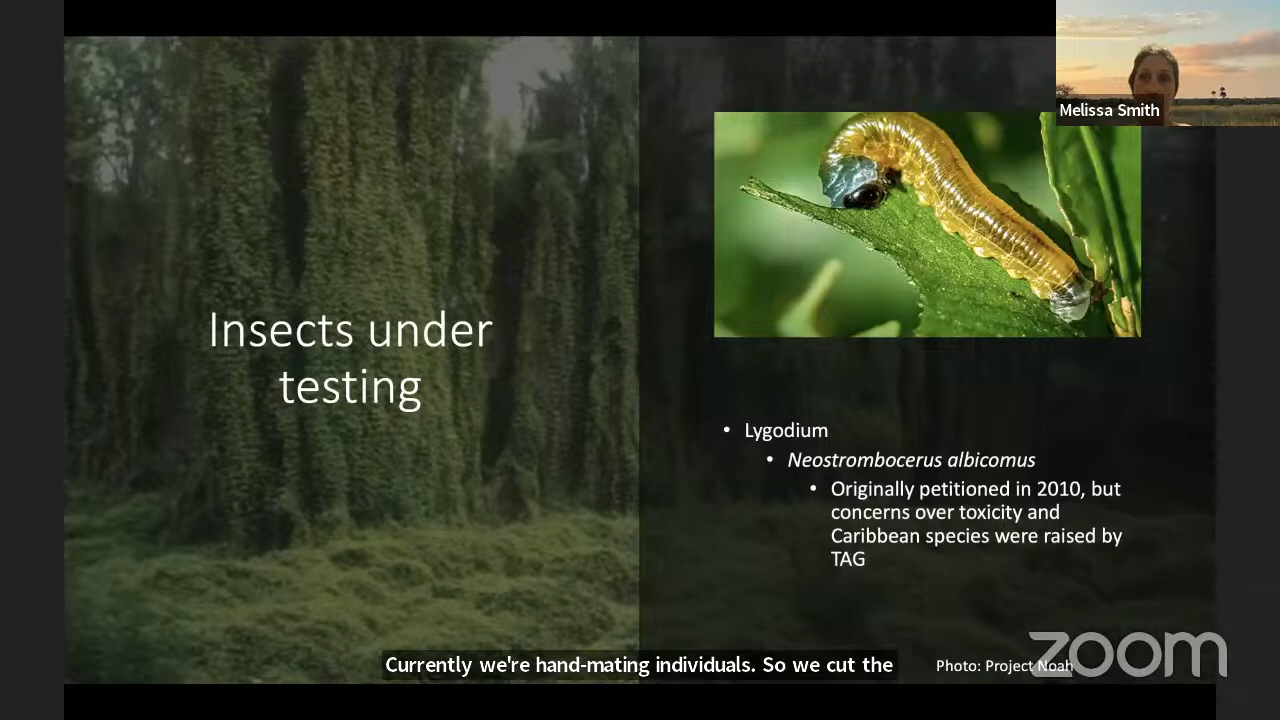 Melissa Smith
Insects under
testing
• Lygodium
• Neostrombocerus albicomus
• Originally petitioned in 2010, but
concerns over toxicity and
Caribbean species were raised by
TAG
Currently we're hand-mating individuals. So we cut the
Photo: Project Noah
zoom